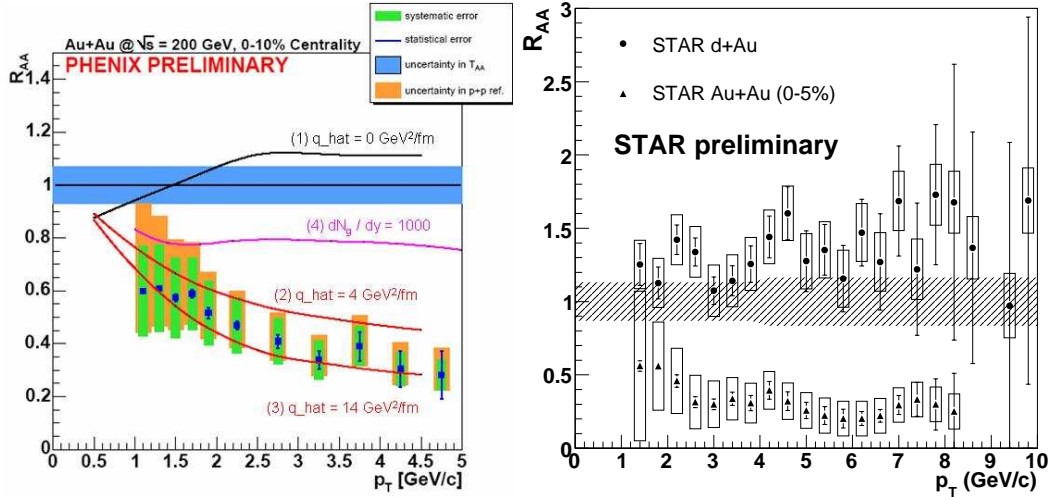 systematic error
statistical error
uncertainty in T_AA
uncertainty in p+p ref.
Au+Au @ √s = 200 GeV, 0-10% Centrality
PHENIX PRELIMINARY
R_AA
1.4
1.2
1
0.8
0.6
0.4
0.2
0
(1) q_hat = 0 GeV²/fm
(4) dN_g / dy = 1000
(2) q_hat = 4 GeV²/fm
(3) q_hat = 14 GeV²/fm
0 0.5 1 1.5 2 2.5 3 3.5 4 4.5 5
p_T [GeV/c]
R_AA
3
2.5
2
1.5
1
0.5
0
STAR d+Au
STAR Au+Au (0-5%)
STAR preliminary
0 1 2 3 4 5 6 7 8 9 10
p_T (GeV/c)